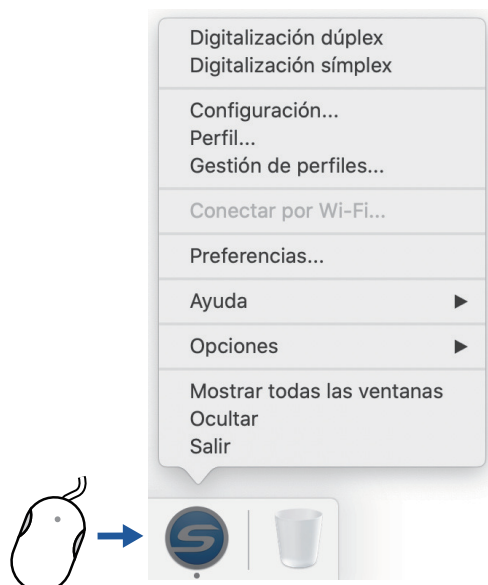 Digitalización dúplex
Digitalización símplex
Configuración...
Perfil...
Gestión de perfiles...
Conectar por Wi-Fi...
Preferencias...
Ayuda
Opciones
Mostrar todas las ventanas
Ocultar
Salir
S